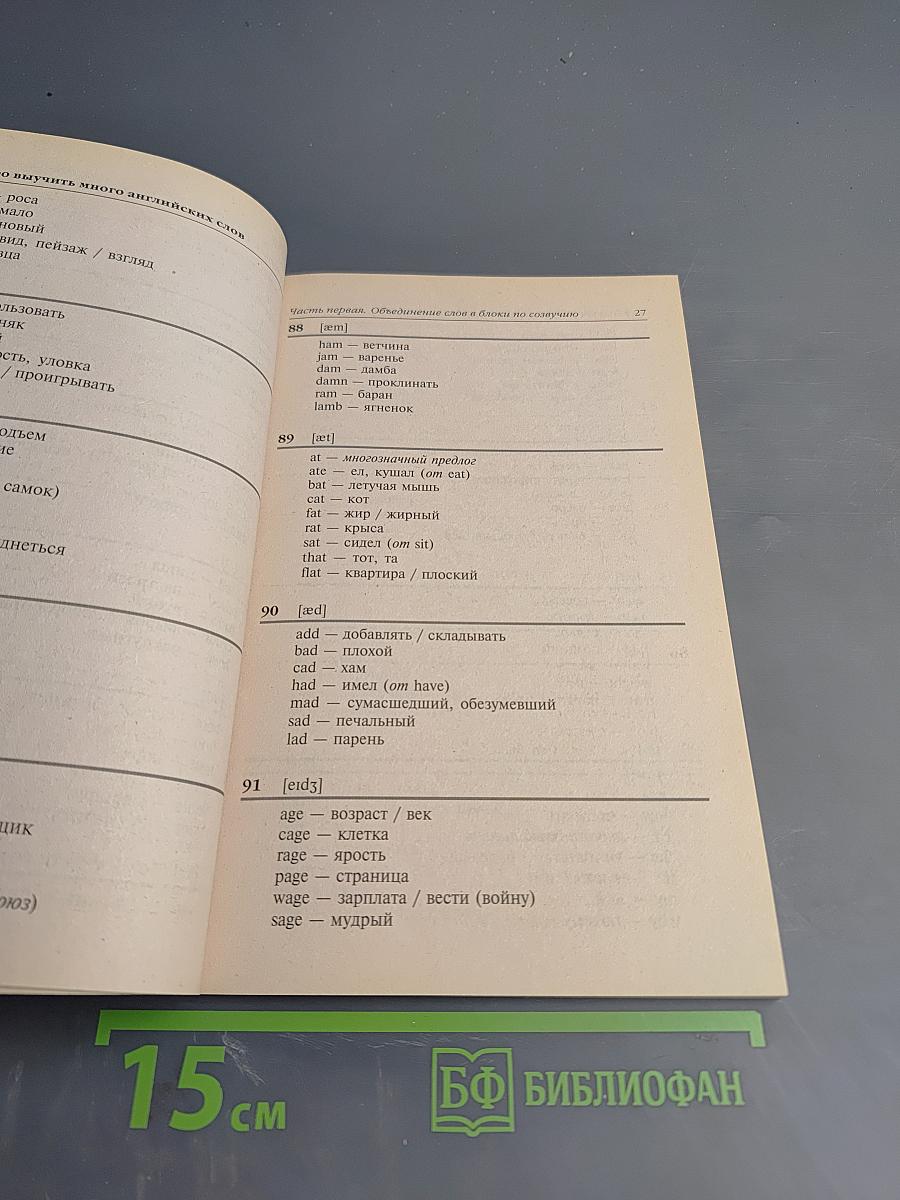 выучить много английских слов
роса
мало
новый
вид, пейзаж / взгляд
няк
ость, уловка
/ проигрывать
одъем
самок)
Часть первая. Объединение слов в блоки по созвучию 27
88 [æm]
ham — ветчина
jam — варенье
dam — дамба
damn — проклинать
ram — баран
lamb — ягненок
89 [æt]
at — многозначный предлог
ate — ел, кушал (от eat)
bat — летучая мышь
cat — кот
fat — жир / жирный
rat — крыса
sat — сидел (от sit)
that — тот, та
flat — квартира / плоский
90 [æd]
add — добавлять / складывать
bad — плохой
cad — хам
had — имел (от have)
mad — сумасшедший, обезумевший
sad — печальный
lad — парень
91 [eɪdʒ]
age — возраст / век
cage — клетка
rage — ярость
page — страница
wage — зарплата / вести (войну)
sage — мудрый
15 см
БФ БИБЛИОФАН